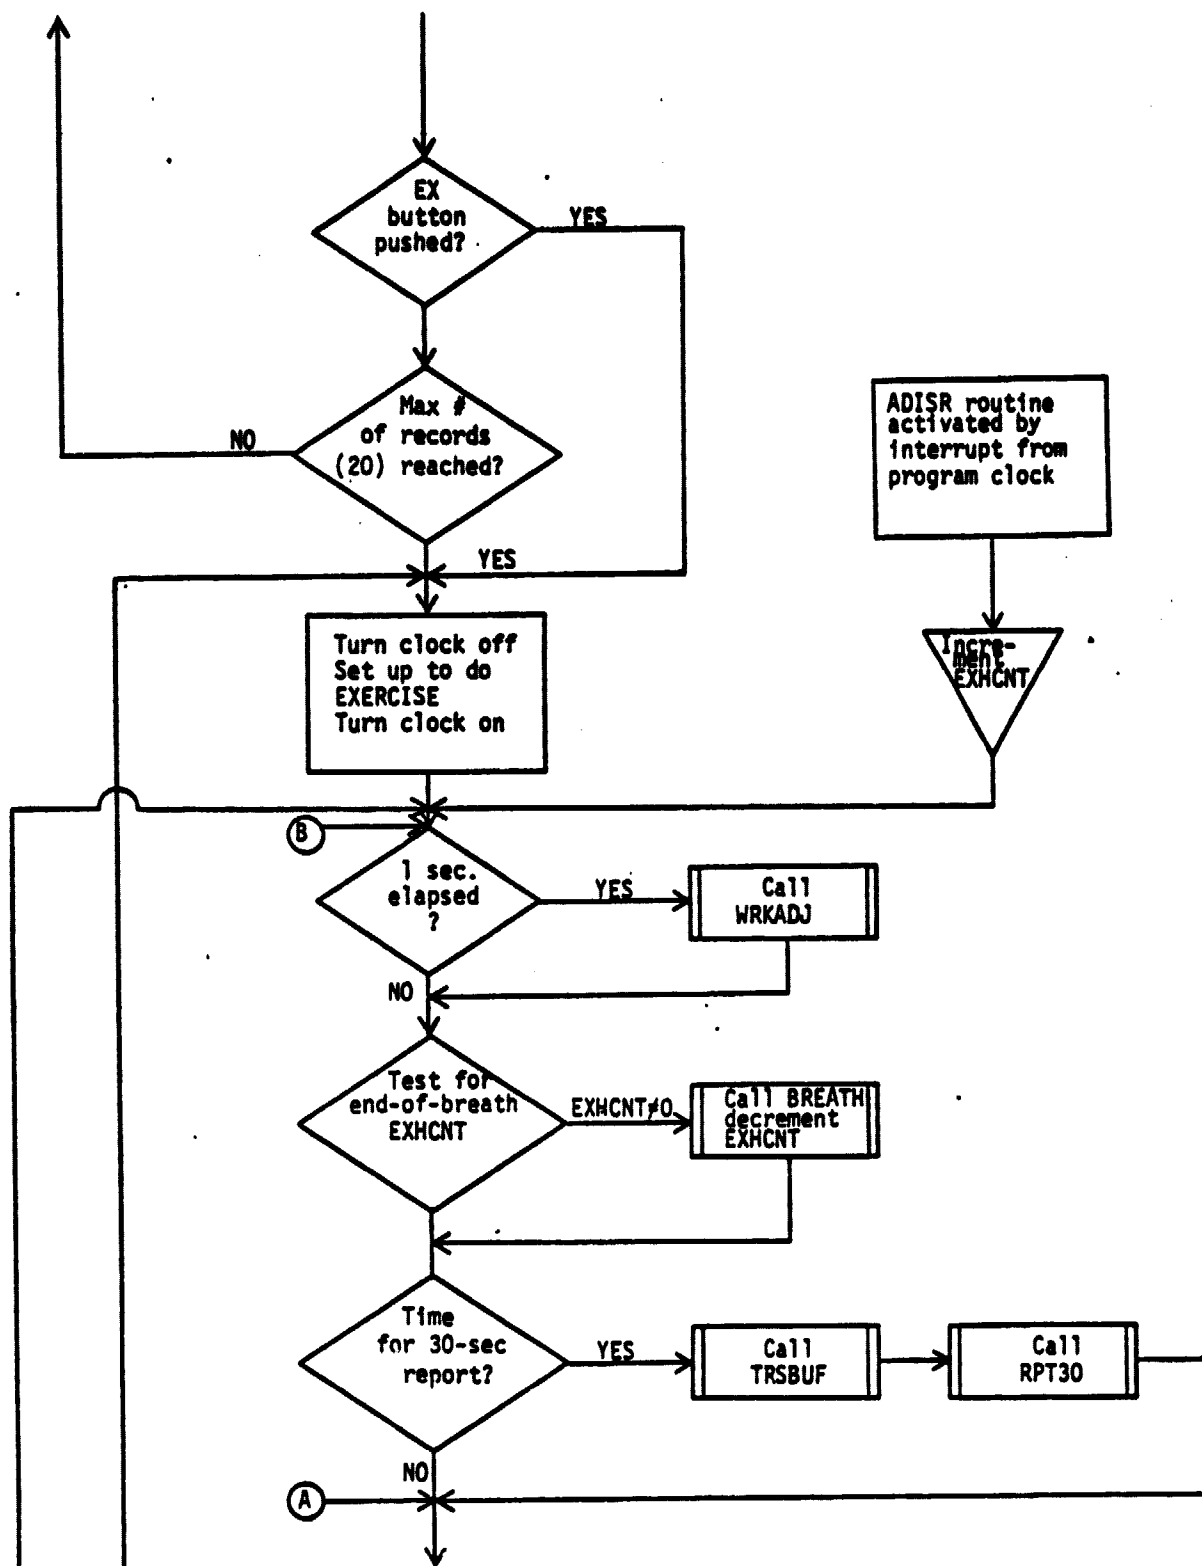 EX
button
pushed?
YES
Max #
of records
(20) reached?
NO
YES
ADISR routine
activated by
interrupt from
program clock
Incre-
ment
EXHCNT
Turn clock off
Set up to do
EXERCISE
Turn clock on
B
1 sec.
elapsed
?
YES
Call
WRKADJ
NO
Test for
end-of-breath
EXHCNT
EXHCNT≠0
Call BREATH
decrement
EXHCNT
Time
for 30-sec
report?
YES
Call
TRSBUF
Call
RPT30
NO
A